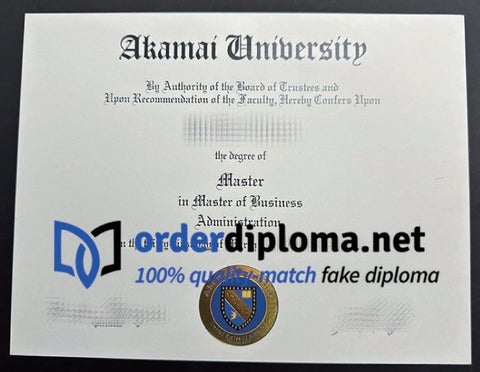 Akamai University
By Authority of the Board of Trustees and
Upon Recommendation of the Faculty, Hereby Confers Upon
the degree of
Master
in Master of Business
Administration
orderdiploma.net
100% quality-match fake diploma